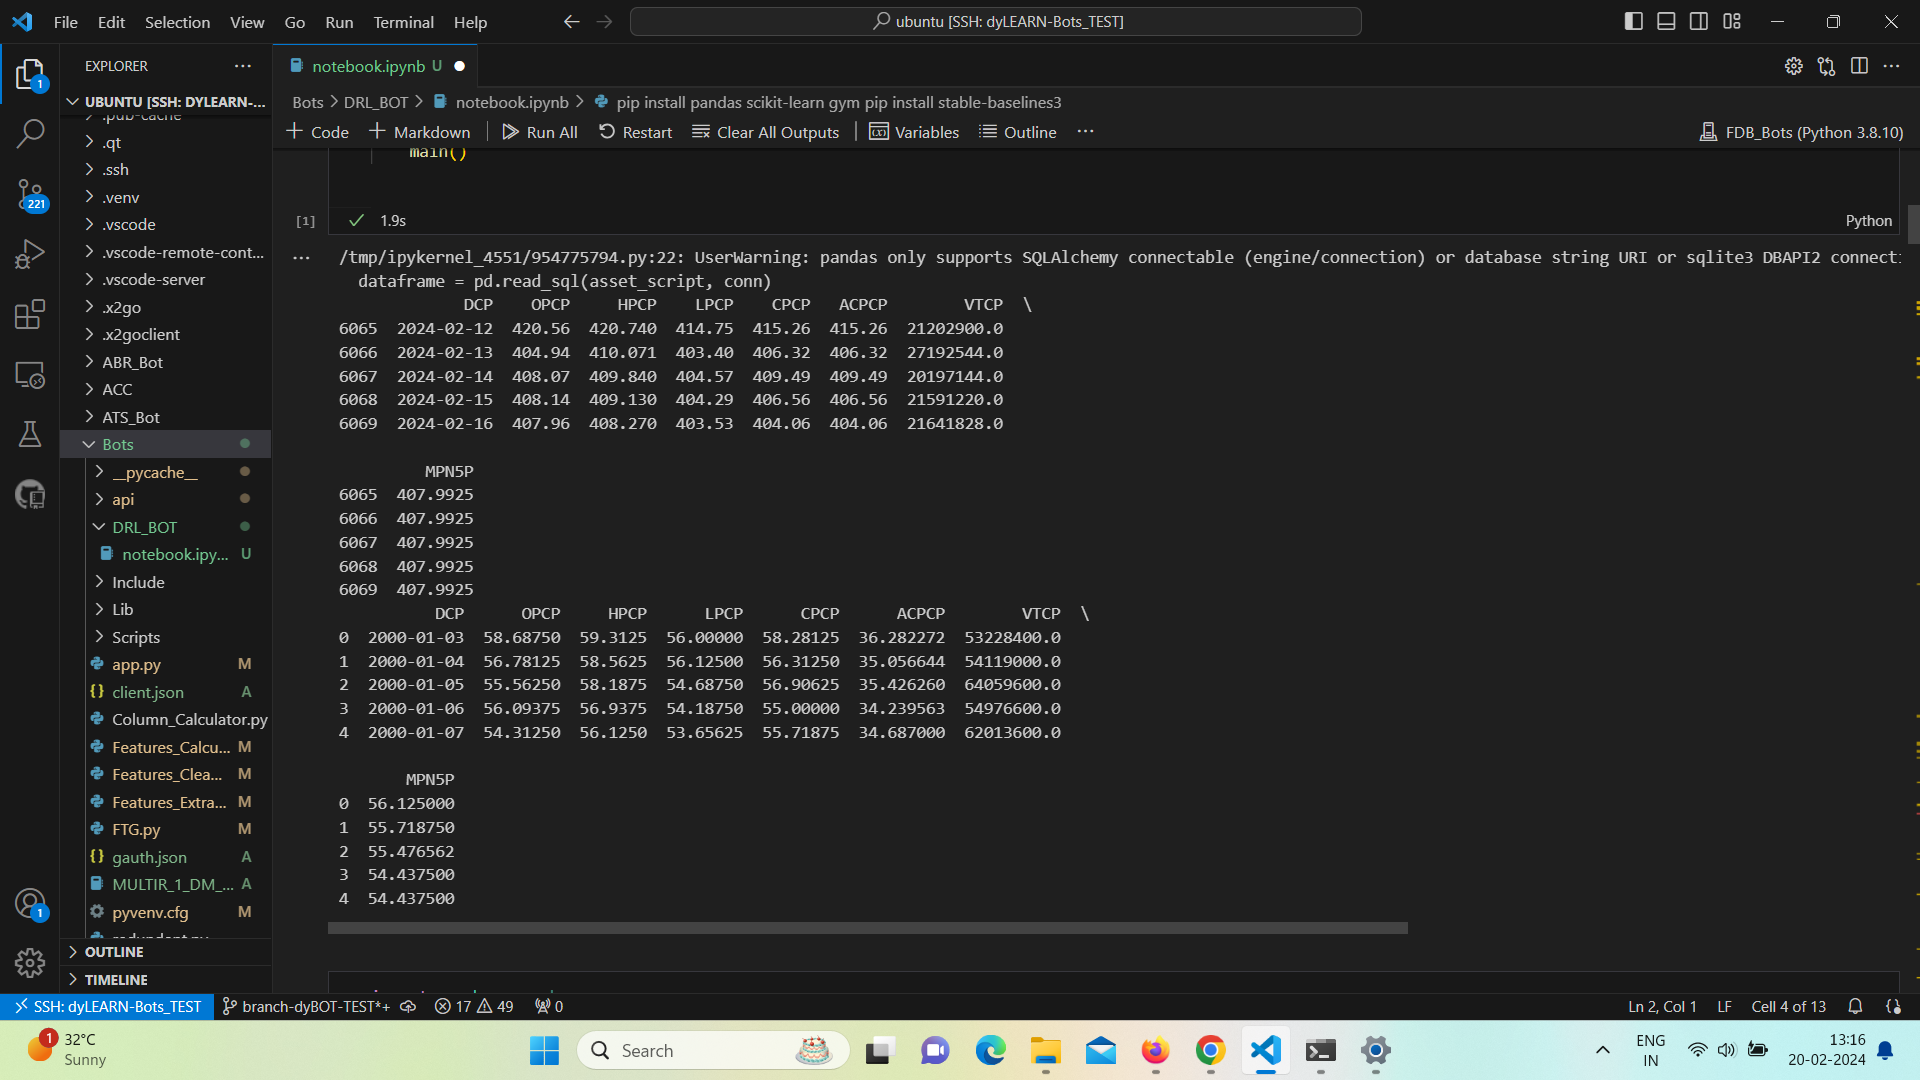 File Edit Selection View Go Run Terminal Help
ubuntu [SSH: dyLEARN-Bots_TEST]
EXPLORER
notebook.ipynb U
UBUNTU [SSH: DYLEARN-...
Bots > DRL_BOT > notebook.ipynb > pip install pandas scikit-learn gym pip install stable-baselines3
+ Code + Markdown Run All Restart Clear All Outputs Variables Outline ...
FDB_Bots (Python 3.8.10)
.pub-cache
.qt
.ssh
.venv
.vscode
.vscode-remote-cont...
.vscode-server
.x2go
.x2goclient
ABR_Bot
ACC
ATS_Bot
Bots
__pycache__
api
DRL_BOT
notebook.ipy... U
Include
Lib
Scripts
app.py M
client.json A
Column_Calculator.py
Features_Calcu... M
Features_Clea... M
Features_Extra... M
FTG.py M
gauth.json A
MULTIR_1_DM_... A
pyvenv.cfg M
OUTLINE
TIMELINE
1
221
1
main()
[1] 1.9s Python
/tmp/ipykernel_4551/954775794.py:22: UserWarning: pandas only supports SQLAlchemy connectable (engine/connection) or database string URI or sqlite3 DBAPI2 connecti
dataframe = pd.read_sql(asset_script, conn)
DCP OPCP HPCP LPCP CPCP ACPCP VTCP \
6065 2024-02-12 420.56 420.740 414.75 415.26 415.26 21202900.0
6066 2024-02-13 404.94 410.071 403.40 406.32 406.32 27192544.0
6067 2024-02-14 408.07 409.840 404.57 409.49 409.49 20197144.0
6068 2024-02-15 408.14 409.130 404.29 406.56 406.56 21591220.0
6069 2024-02-16 407.96 408.270 403.53 404.06 404.06 21641828.0
MPN5P
6065 407.9925
6066 407.9925
6067 407.9925
6068 407.9925
6069 407.9925
DCP OPCP HPCP LPCP CPCP ACPCP VTCP \
0 2000-01-03 58.68750 59.3125 56.00000 58.28125 36.282272 53228400.0
1 2000-01-04 56.78125 58.5625 56.12500 56.31250 35.056644 54119000.0
2 2000-01-05 55.56250 58.1875 54.68750 56.90625 35.426260 64059600.0
3 2000-01-06 56.09375 56.9375 54.18750 55.00000 34.239563 54976600.0
4 2000-01-07 54.31250 56.1250 53.65625 55.71875 34.687000 62013600.0
MPN5P
0 56.125000
1 55.718750
2 55.476562
3 54.437500
4 54.437500
SSH: dyLEARN-Bots_TEST branch-dyBOT-TEST*+ 17 49 0
Ln 2, Col 1 LF Cell 4 of 13
1 32°C
Sunny
Search
ENG
IN
13:16
20-02-2024